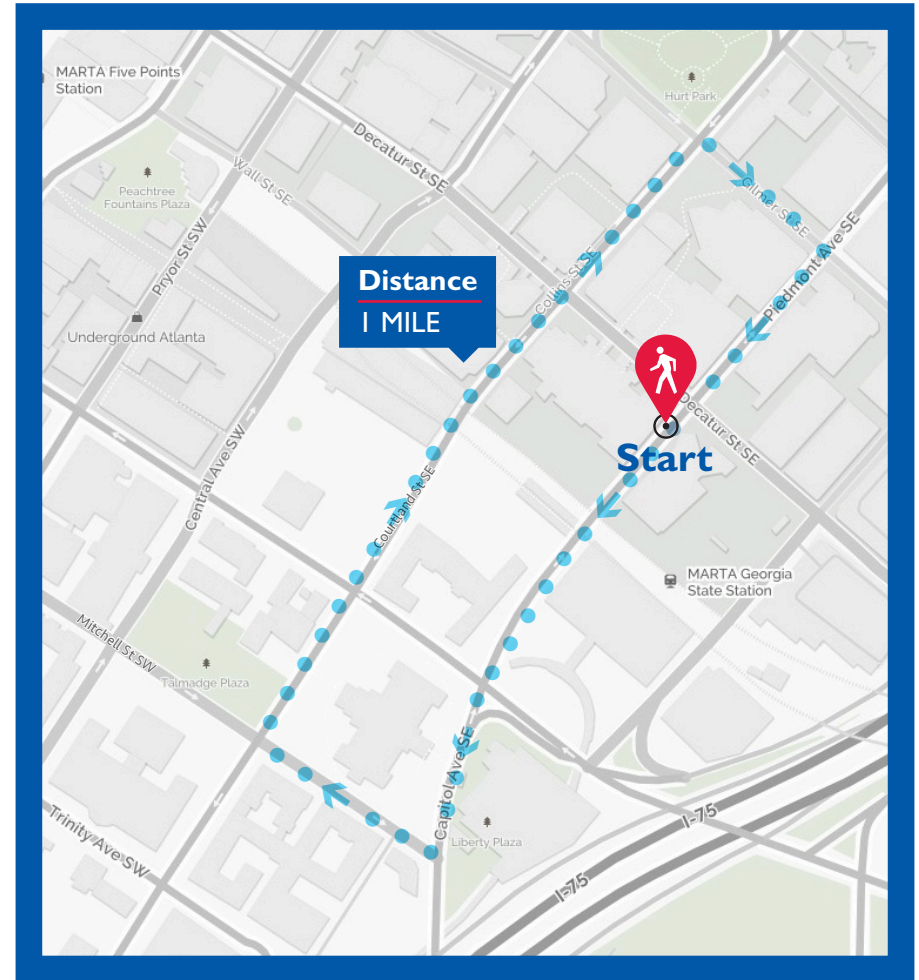 MARTA Five Points
Station
Hurt Park
Decatur St SE
Wall St SE
Peachtree
Fountains Plaza
Gilmer St SE
Pryor St SW
Piedmont Ave SE
Collins St SE
Distance
1 MILE
Underground Atlanta
Decatur St SE
Start
Central Ave SW
Courtland St SE
MARTA Georgia
State Station
Mitchell St SW
Talmadge Plaza
Capitol Ave SE
Liberty Plaza
I-75
Trinity Ave SW
I-75